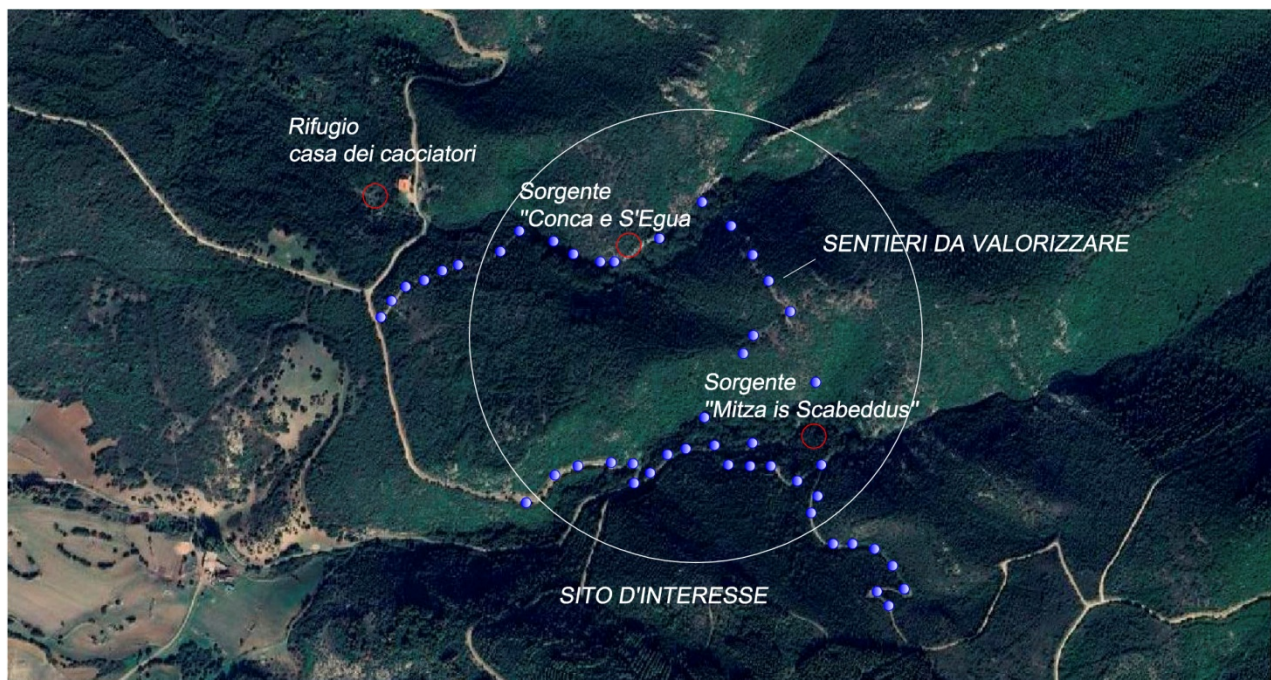 Rifugio
casa dei cacciatori
Sorgente
"Conca e S'Egua
SENTIERI DA VALORIZZARE
Sorgente
"Mitza is Scabeddus"
SITO D'INTERESSE